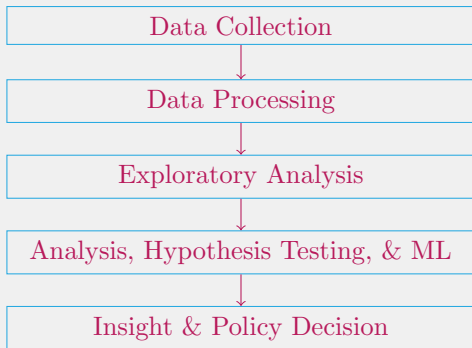 Data Collection
Data Processing
Exploratory Analysis
Analysis, Hypothesis Testing, & ML
Insight & Policy Decision